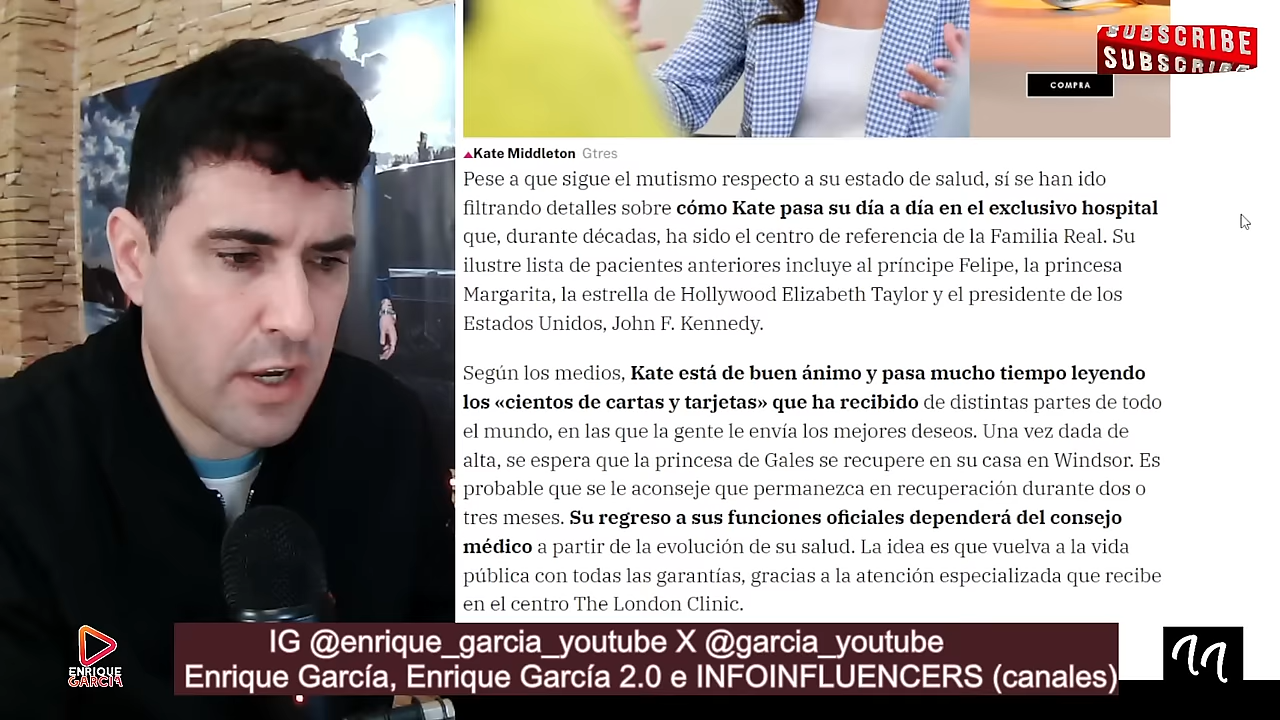 SUBSCRIBE
SUBSCRIBE
COMPRA
Kate Middleton Gtres
Pese a que sigue el mutismo respecto a su estado de salud, sí se han ido
filtrando detalles sobre cómo Kate pasa su día a día en el exclusivo hospital
que, durante décadas, ha sido el centro de referencia de la Familia Real. Su
ilustre lista de pacientes anteriores incluye al príncipe Felipe, la princesa
Margarita, la estrella de Hollywood Elizabeth Taylor y el presidente de los
Estados Unidos, John F. Kennedy.
Según los medios, Kate está de buen ánimo y pasa mucho tiempo leyendo
los «cientos de cartas y tarjetas» que ha recibido de distintas partes de todo
el mundo, en las que la gente le envía los mejores deseos. Una vez dada de
alta, se espera que la princesa de Gales se recupere en su casa en Windsor. Es
probable que se le aconseje que permanezca en recuperación durante dos o
tres meses. Su regreso a sus funciones oficiales dependerá del consejo
médico a partir de la evolución de su salud. La idea es que vuelva a la vida
pública con todas las garantías, gracias a la atención especializada que recibe
en el centro The London Clinic.
IG @enrique_garcia_youtube X @garcia_youtube
Enrique García, Enrique García 2.0 e INFOINFLUENCERS (canales)
ENRIQUE
GARCÍA